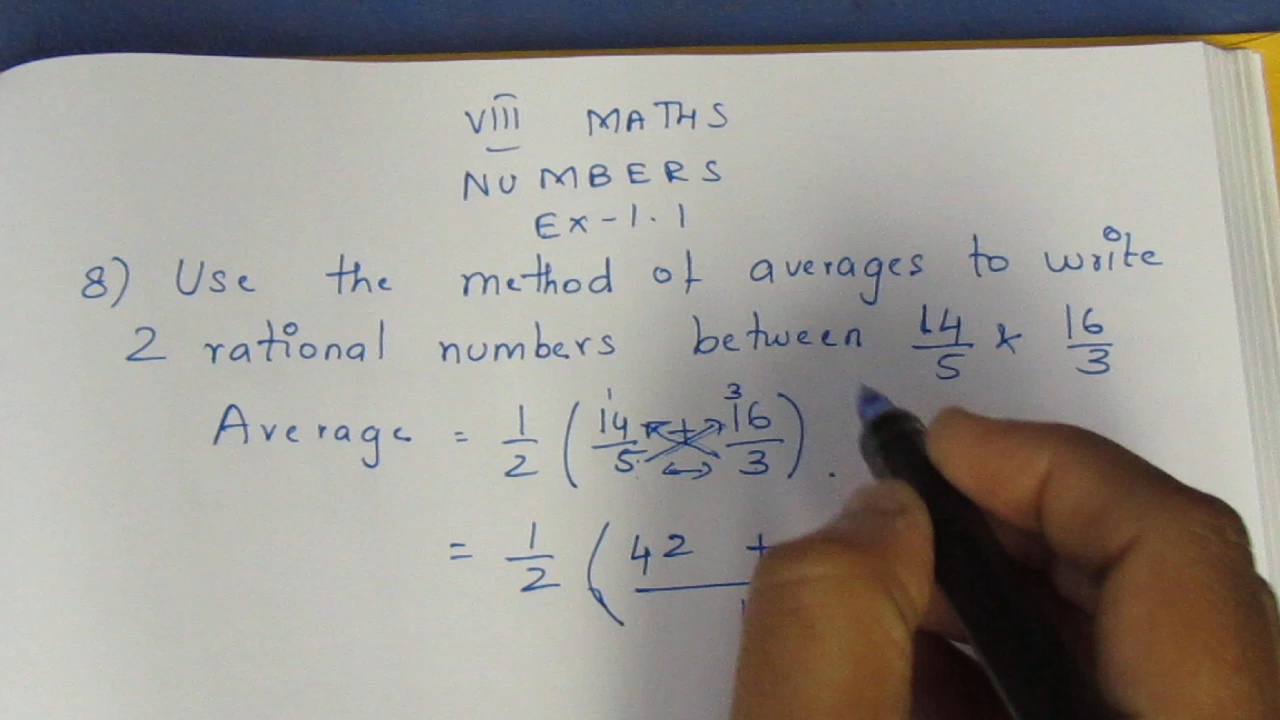 VIII MATHS
NUMBERS
Ex-1.1
8) Use the method of averages to write
2 rational numbers between 14/5 & 16/3
Average = 1/2 (14/5 + 16/3).
= 1/2 (42 +